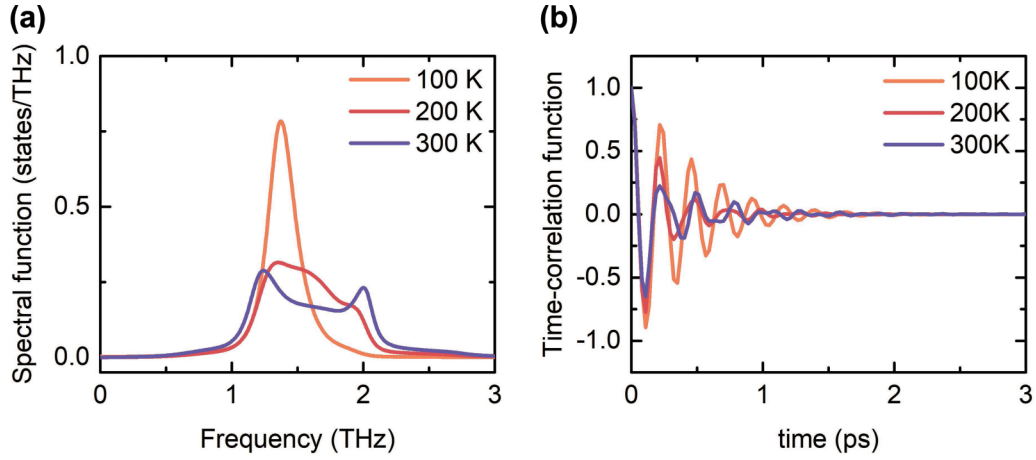 (a)
Spectral function (states/THz)
1.0
0.5
0.0
100 K
200 K
300 K
0
1
2
3
Frequency (THz)
(b)
Time-correlation function
1.0
0.5
0.0
-0.5
-1.0
100K
200K
300K
0
1
2
3
time (ps)